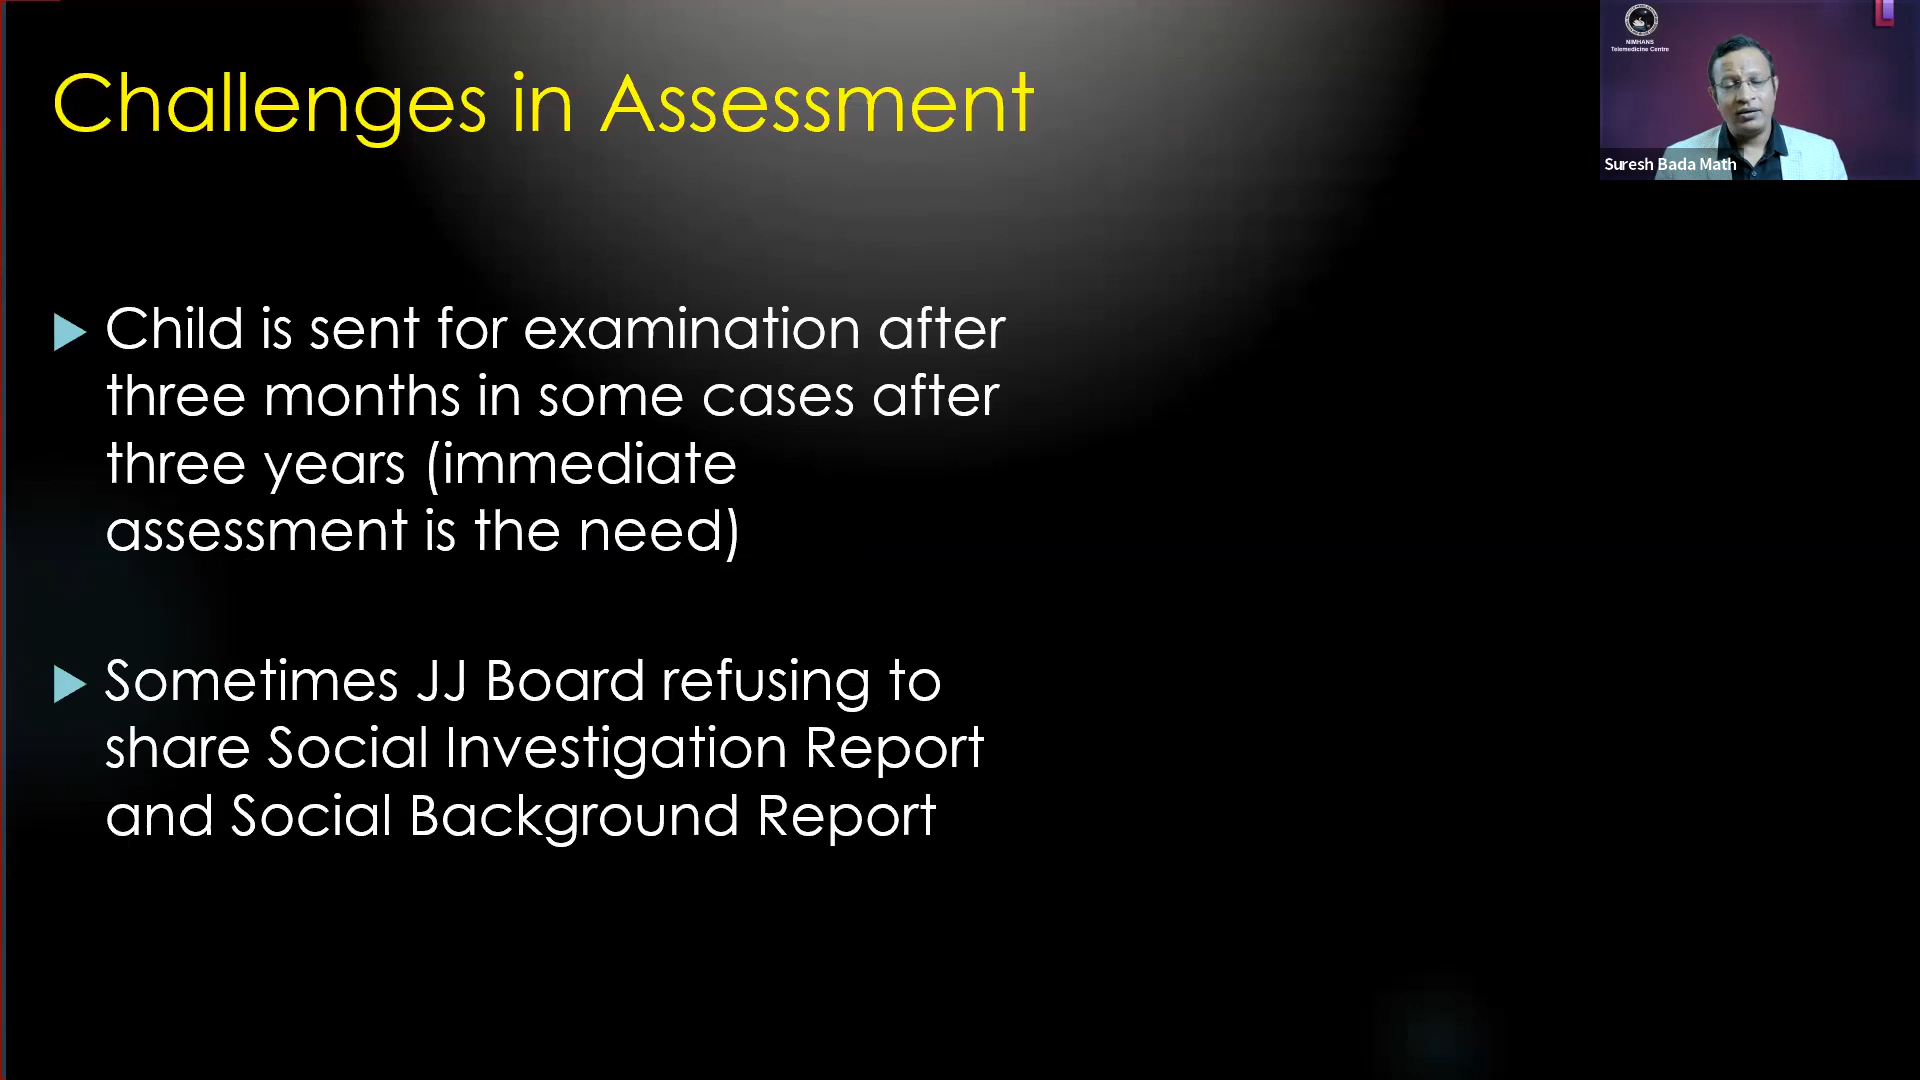 Challenges in Assessment
Child is sent for examination after
three months in some cases after
three years (immediate
assessment is the need)
Sometimes JJ Board refusing to
share Social Investigation Report
and Social Background Report
NIMHANS
Telemedicine Centre
Suresh Bada Math